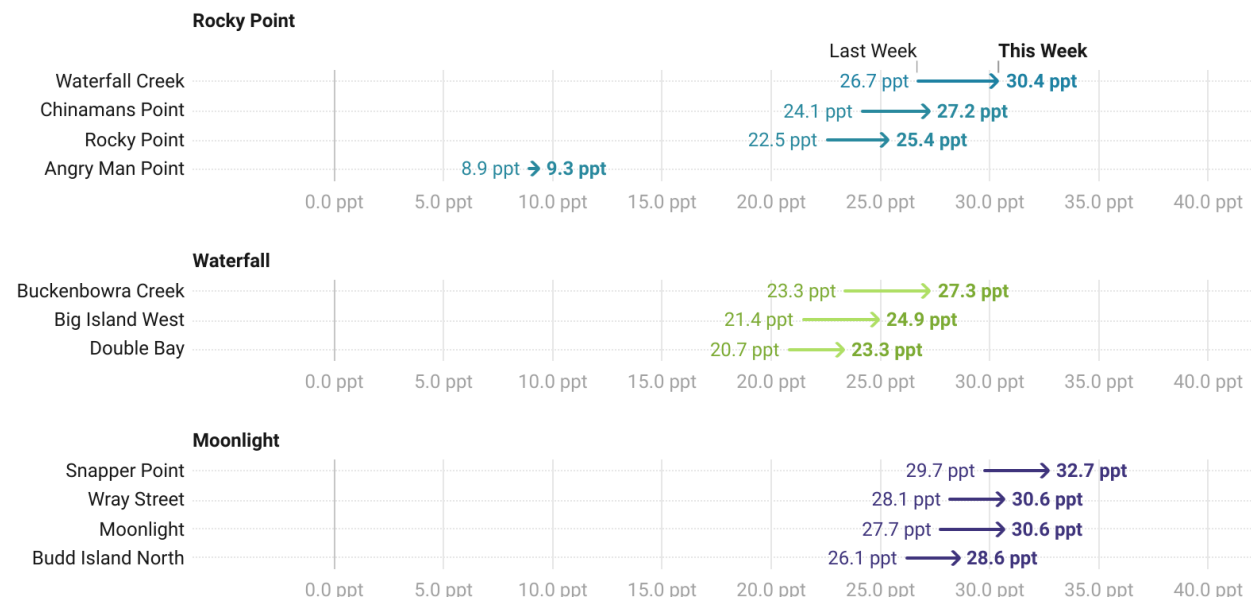 Rocky Point
Last Week This Week
Waterfall Creek 26.7 ppt 30.4 ppt
Chinamans Point 24.1 ppt 27.2 ppt
Rocky Point 22.5 ppt 25.4 ppt
Angry Man Point 8.9 ppt 9.3 ppt
0.0 ppt 5.0 ppt 10.0 ppt 15.0 ppt 20.0 ppt 25.0 ppt 30.0 ppt 35.0 ppt 40.0 ppt
Waterfall
Buckenbowra Creek 23.3 ppt 27.3 ppt
Big Island West 21.4 ppt 24.9 ppt
Double Bay 20.7 ppt 23.3 ppt
0.0 ppt 5.0 ppt 10.0 ppt 15.0 ppt 20.0 ppt 25.0 ppt 30.0 ppt 35.0 ppt 40.0 ppt
Moonlight
Snapper Point 29.7 ppt 32.7 ppt
Wray Street 28.1 ppt 30.6 ppt
Moonlight 27.7 ppt 30.6 ppt
Budd Island North 26.1 ppt 28.6 ppt
0.0 ppt 5.0 ppt 10.0 ppt 15.0 ppt 20.0 ppt 25.0 ppt 30.0 ppt 35.0 ppt 40.0 ppt